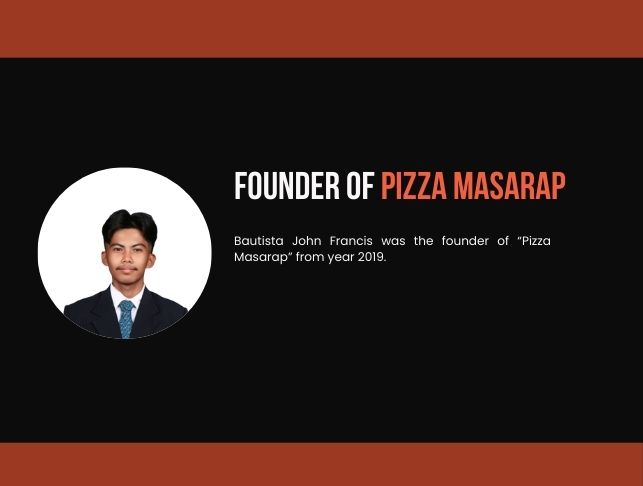 FOUNDER OF PIZZA MASARAP
Bautista John Francis was the founder of “Pizza
Masarap” from year 2019.